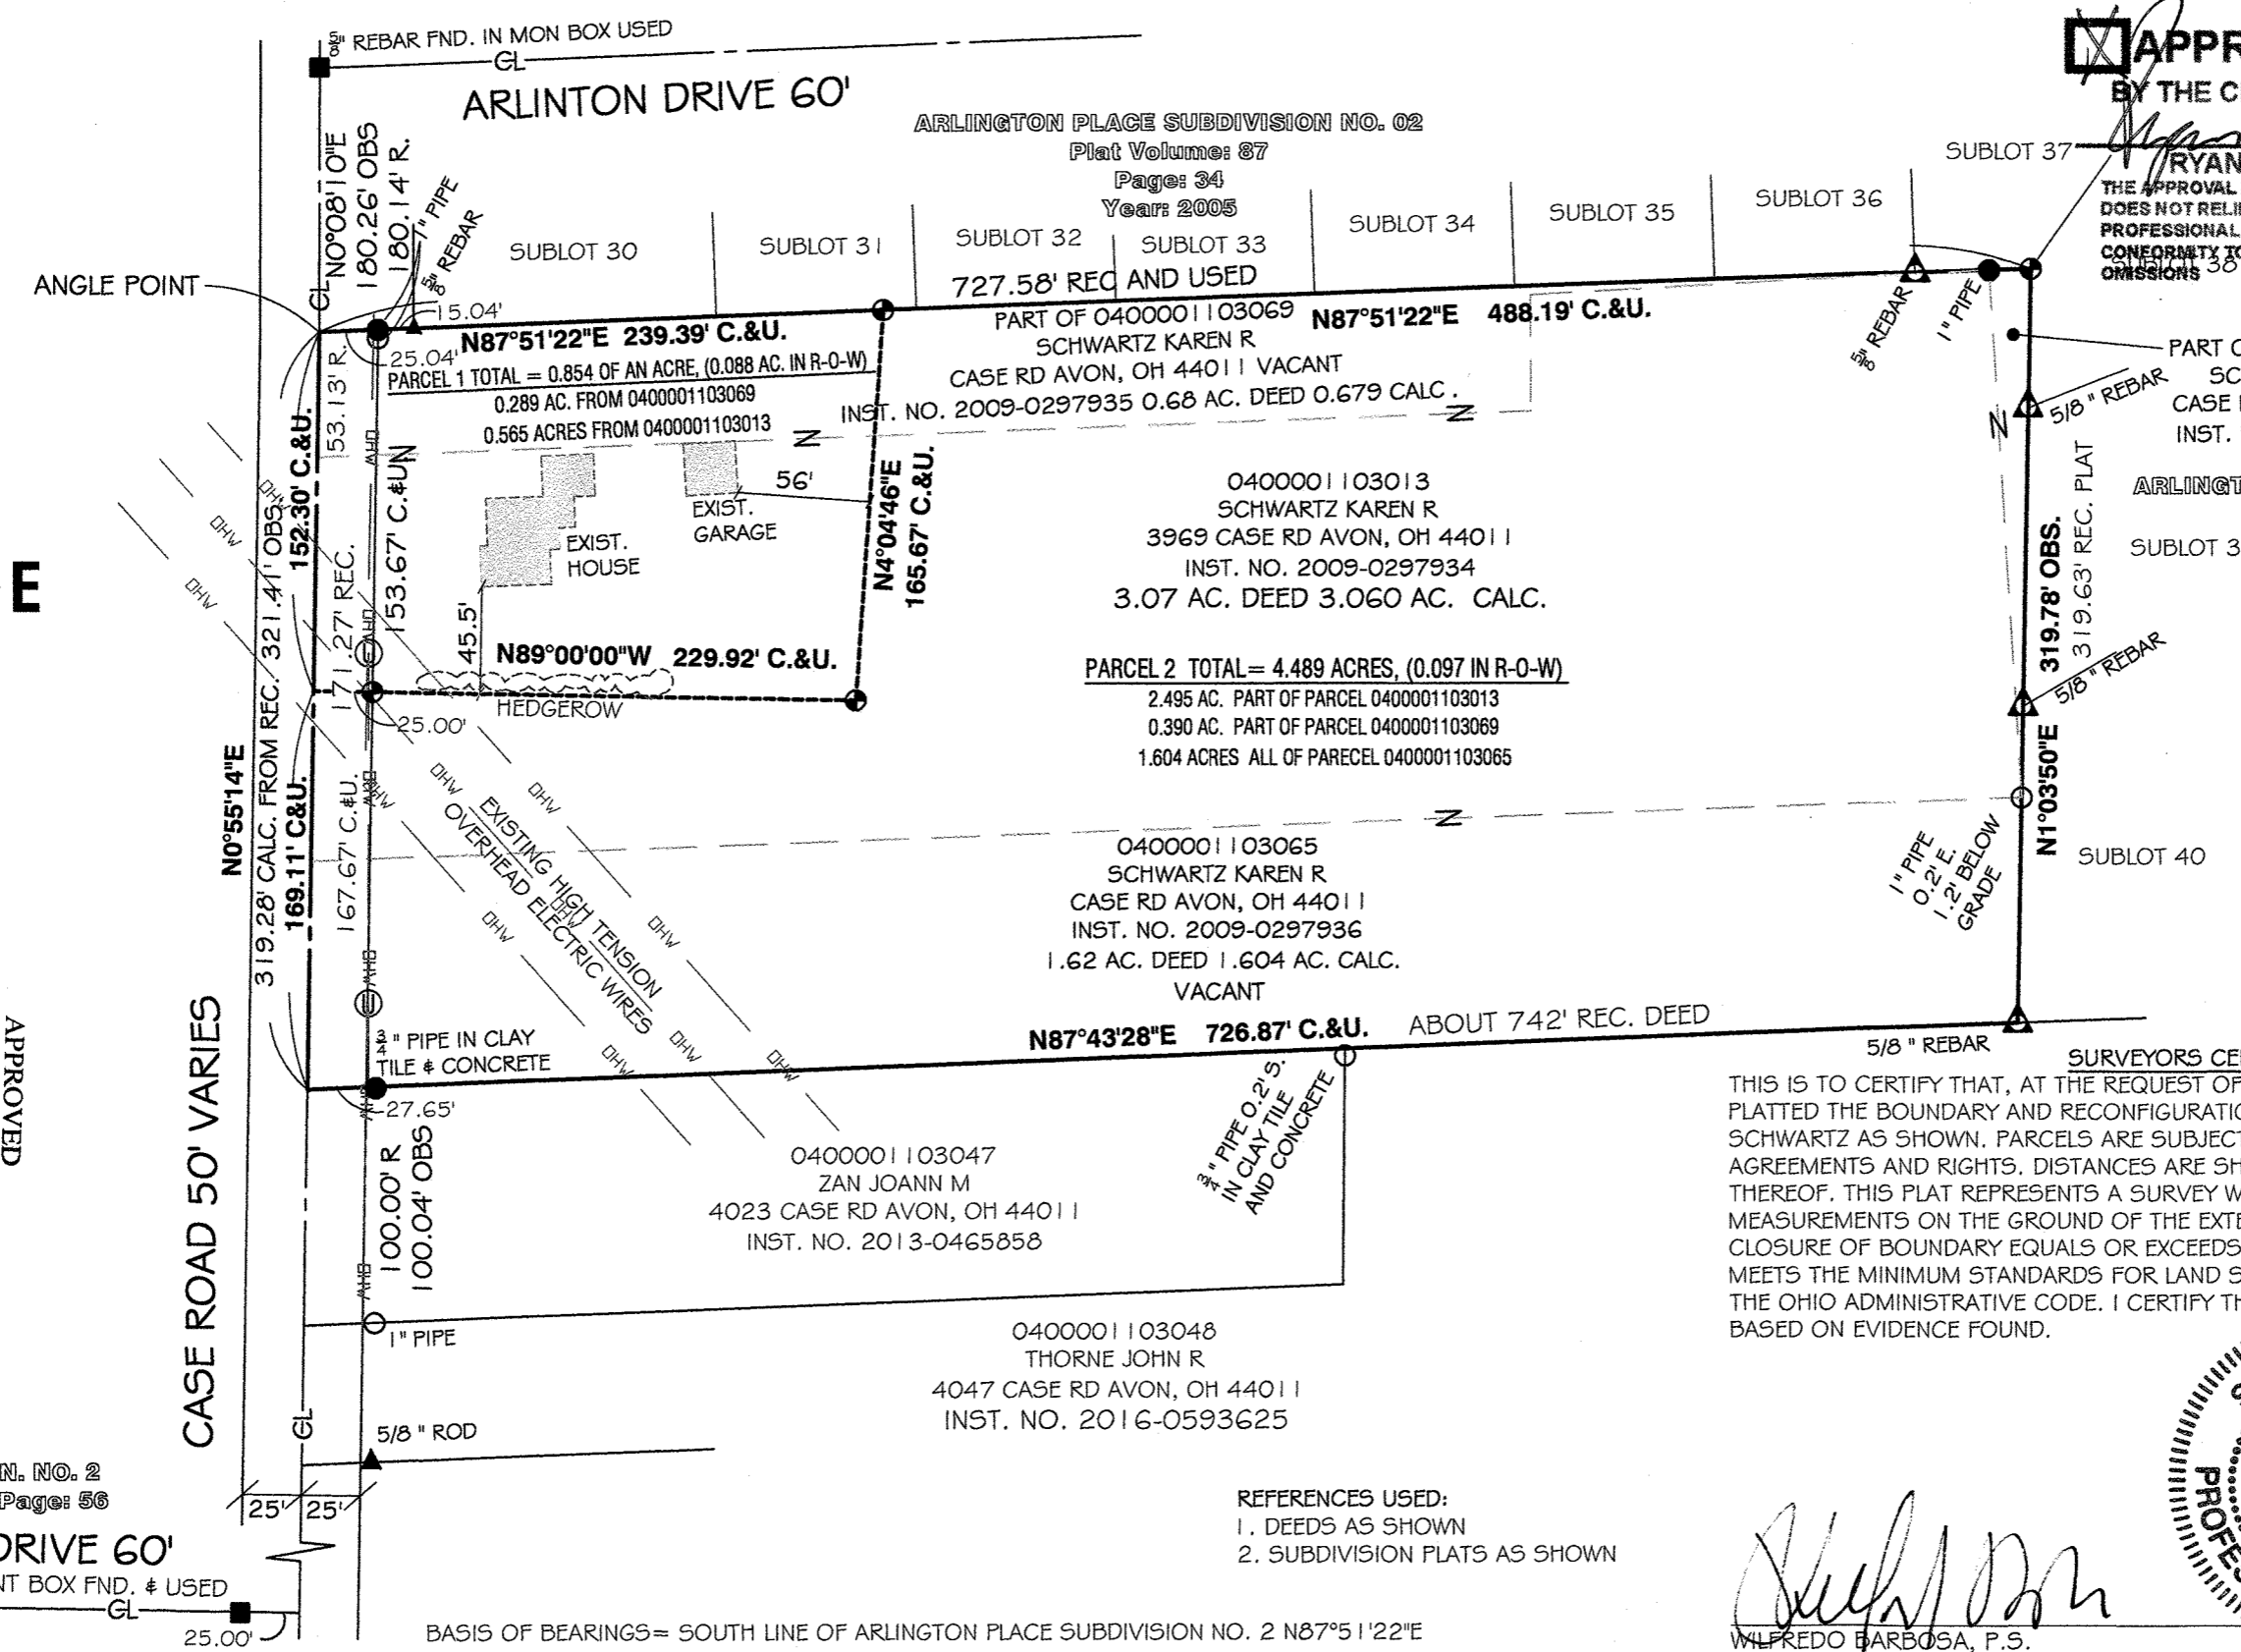 ⅝" REBAR FND. IN MON BOX USED
CL
ARLINTON DRIVE 60'
ARLINGTON PLACE SUBDIVISION NO. 02
Plat Volume: 87
Page: 34
Year: 2005
APPR
BY THE C
RYAN
THE APPROVAL
DOES NOT RELI
PROFESSIONAL
CONFORMITY TO
OMISSIONS
SUBLOT 37
38
CL
N0°08'10"E
180.26' OBS
180.14' R.
1" PIPE
⅝" REBAR
ANGLE POINT
SUBLOT 30
SUBLOT 31
SUBLOT 32
SUBLOT 33
SUBLOT 34
SUBLOT 35
SUBLOT 36
727.58' REC AND USED
15.04'
25.04'
N87°51'22"E 239.39' C.&U.
N87°51'22"E 488.19' C.&U.
PARCEL 1 TOTAL = 0.854 OF AN ACRE, (0.088 AC. IN R-O-W)
0.289 AC. FROM 0400001103069
0.565 ACRES FROM 0400001103013
PART OF 0400001103069
SCHWARTZ KAREN R
CASE RD AVON, OH 44011 VACANT
INST. NO. 2009-0297935 0.68 AC. DEED 0.679 CALC.
⅝" REBAR
1" PIPE
PART O
SC
CASE
INST.
5/8 " REBAR
ARLINGT
SUBLOT 3
53.13' R.
152.30' C.&U.
153.67' C.&U
171.27' REC.
N
N
N
N
EXIST.
HOUSE
EXIST.
GARAGE
56'
45.5'
N4°04'46"E
165.67' C.&U.
N89°00'00"W 229.92' C.&U.
HEDGEROW
25.00'
0400001103013
SCHWARTZ KAREN R
3969 CASE RD AVON, OH 44011
INST. NO. 2009-0297934
3.07 AC. DEED 3.060 AC. CALC.
PARCEL 2 TOTAL= 4.489 ACRES, (0.097 IN R-O-W)
2.495 AC. PART OF PARCEL 0400001103013
0.390 AC. PART OF PARCEL 0400001103069
1.604 ACRES ALL OF PARECEL 0400001103065
N1°03'50"E 319.78' OBS.
319.63' REC. PLAT
5/8 " REBAR
SUBLOT 40
1" PIPE
0.2' E.
1.2' BELOW
GRADE
E
APPROVED
N0°55'14"E
319.28' CALC. FROM REC. 321.41' OBS.
169.11' C&U.
167.67' C.&U.
OHW
OHW
OHW
OHW
OHW
OHW
OHW
OHW
OHW
OHW
OHW
OHW
EXISTING HIGH TENSION
OVERHEAD ELECTRIC WIRES
N
0400001103065
SCHWARTZ KAREN R
CASE RD AVON, OH 44011
INST. NO. 2009-0297936
1.62 AC. DEED 1.604 AC. CALC.
VACANT
N87°43'28"E 726.87' C.&U. ABOUT 742' REC. DEED
5/8 " REBAR
¾ " PIPE IN CLAY
TILE & CONCRETE
27.65'
¾ " PIPE 0.2' S.
IN CLAY TILE
AND CONCRETE
100.00' R
100.04' OBS
CASE ROAD 50' VARIES
0400001103047
ZAN JOANN M
4023 CASE RD AVON, OH 44011
INST. NO. 2013-0465858
1" PIPE
0400001103048
THORNE JOHN R
4047 CASE RD AVON, OH 44011
INST. NO. 2016-0593625
5/8 " ROD
CL
25' 25'
N. NO. 2
Page: 56
DRIVE 60'
NT BOX FND. & USED
CL
25.00'
SURVEYORS CE
THIS IS TO CERTIFY THAT, AT THE REQUEST OF
PLATTED THE BOUNDARY AND RECONFIGURATIO
SCHWARTZ AS SHOWN. PARCELS ARE SUBJECT
AGREEMENTS AND RIGHTS. DISTANCES ARE SH
THEREOF. THIS PLAT REPRESENTS A SURVEY W
MEASUREMENTS ON THE GROUND OF THE EXTE
CLOSURE OF BOUNDARY EQUALS OR EXCEEDS
MEETS THE MINIMUM STANDARDS FOR LAND S
THE OHIO ADMINISTRATIVE CODE. I CERTIFY TH
BASED ON EVIDENCE FOUND.
REFERENCES USED:
1. DEEDS AS SHOWN
2. SUBDIVISION PLATS AS SHOWN
PROFES
WILFREDO BARBOSA, P.S.
BASIS OF BEARINGS= SOUTH LINE OF ARLINGTON PLACE SUBDIVISION NO. 2 N87°51'22"E